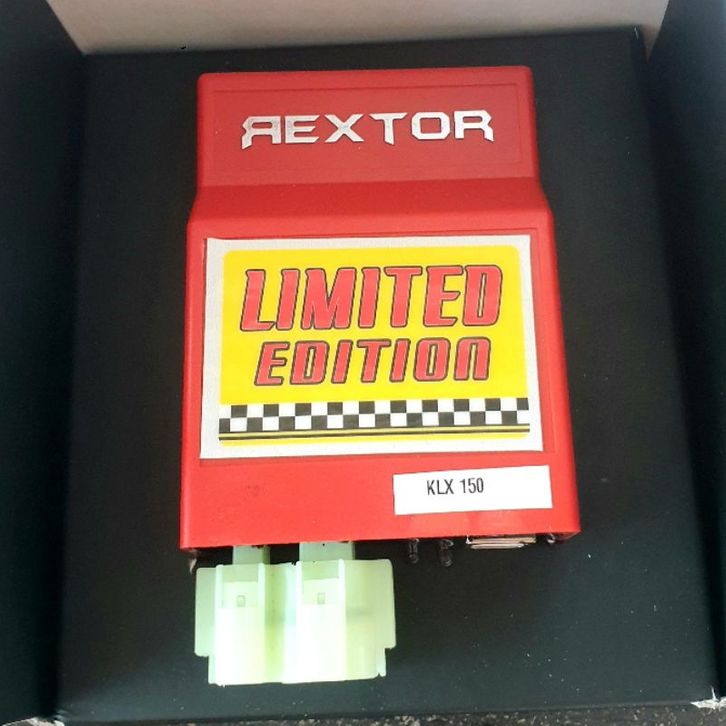 REXTOR
LIMITED
EDITION
KLX 150